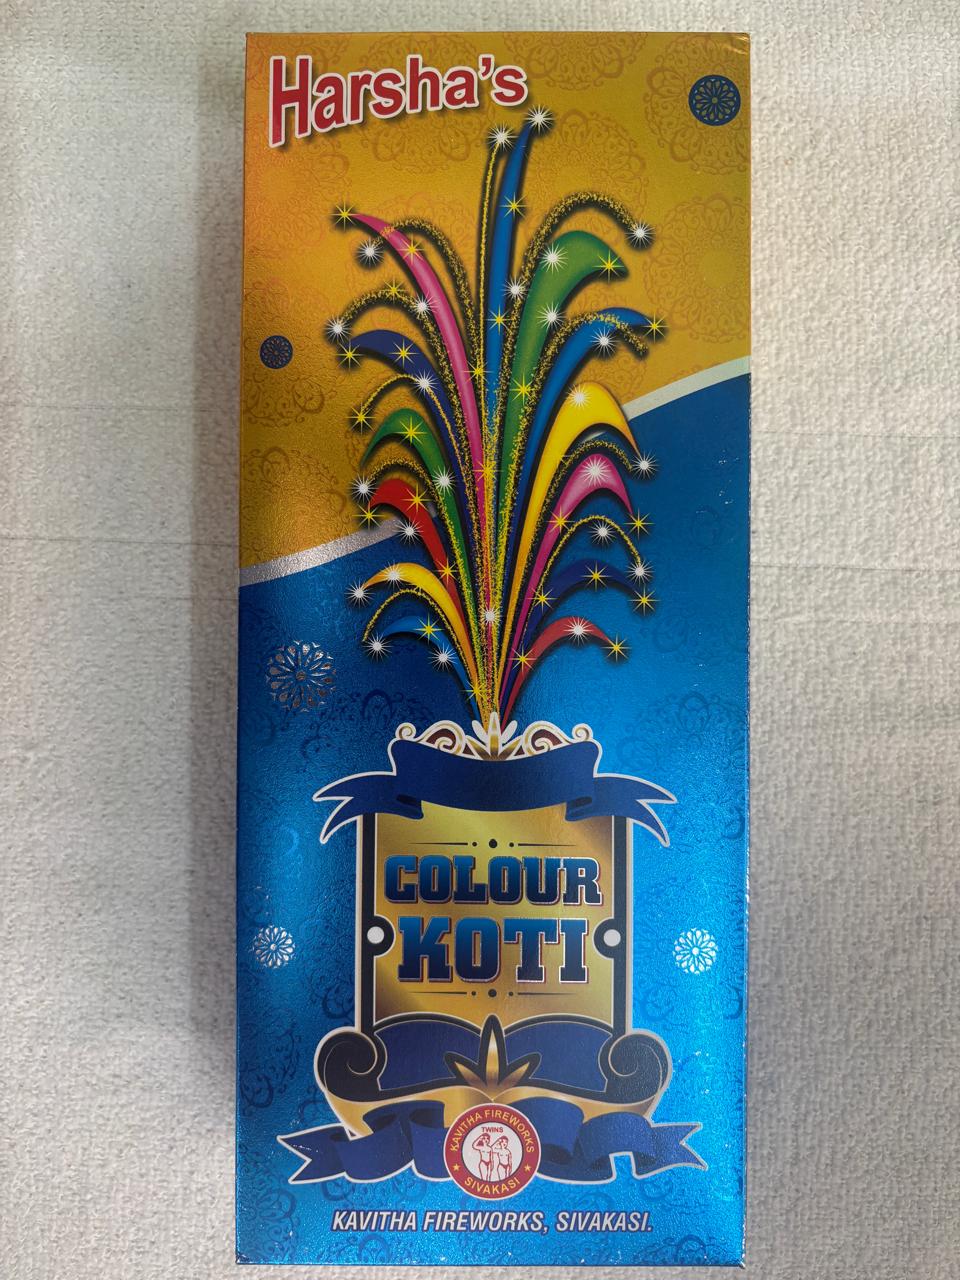 Harsha's
COLOUR
KOTI
KAVITHA FIREWORKS
TWINS
SIVAKASI
KAVITHA FIREWORKS, SIVAKASI.